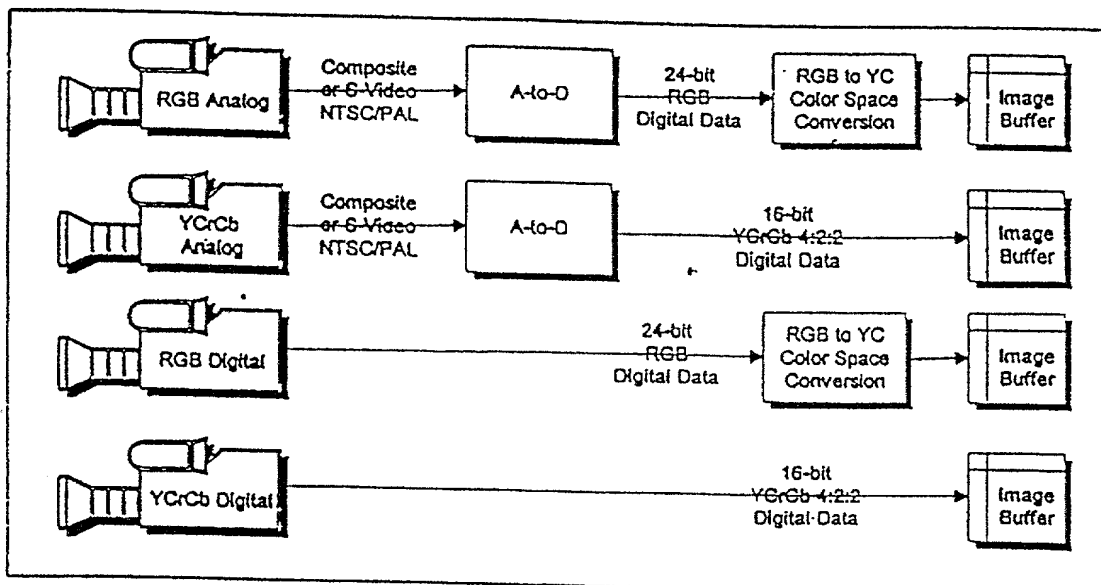 RGB Analog
Composite
or S-Video
NTSC/PAL
A-to-D
24-bit
RGB
Digital Data
RGB to YC
Color Space
Conversion
Image
Buffer
YCrCb
Analog
Composite
or S-Video
NTSC/PAL
A-to-D
16-bit
YCrCb 4:2:2
Digital Data
Image
Buffer
RGB Digital
24-bit
RGB
Digital Data
RGB to YC
Color Space
Conversion
Image
Buffer
YCrCb Digital
16-bit
YCrCb 4:2:2
Digital Data
Image
Buffer